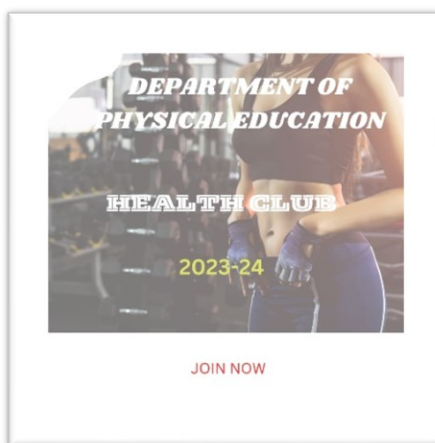 DEPARTMENT OF
PHYSICAL EDUCATION
HEALTH CLUB
2023-24
JOIN NOW